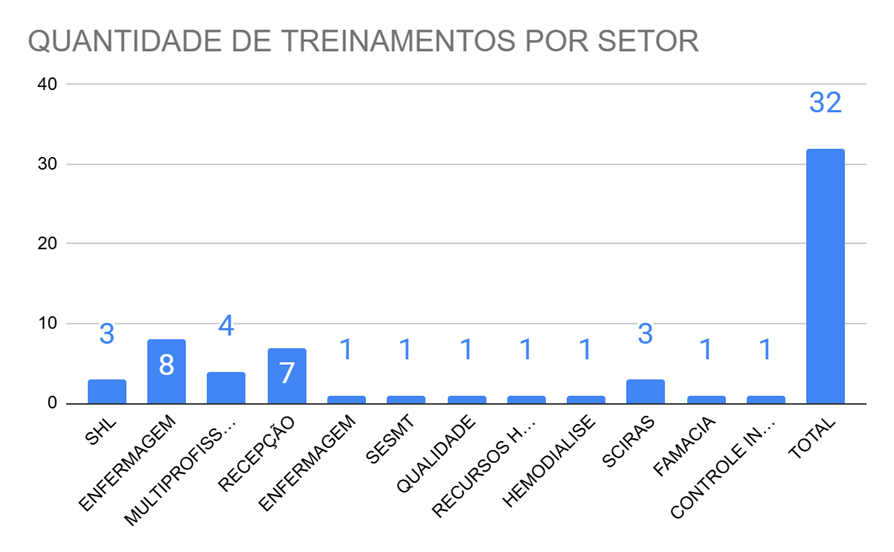 QUANTIDADE DE TREINAMENTOS POR SETOR
40
30
20
10
0
3
8
4
7
1
1
1
1
1
3
1
1
32
SHL
ENFERMAGEM
MULTIPROFISS...
RECEPÇÃO
ENFERMAGEM
SESMT
QUALIDADE
RECURSOS H...
HEMODIALISE
SCIRAS
FAMACIA
CONTROLE IN...
TOTAL